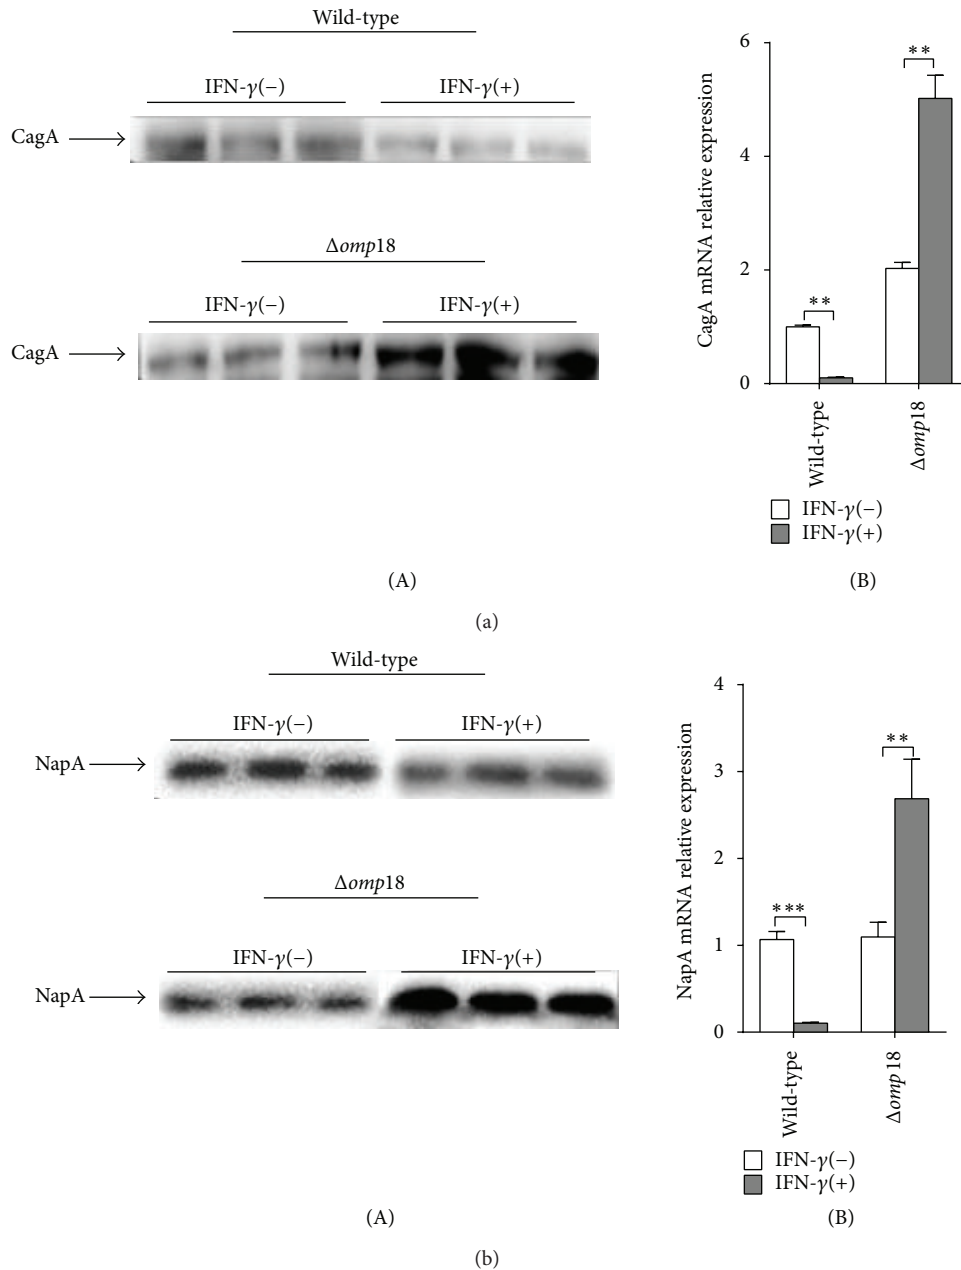 Wild-type
IFN-γ(−) IFN-γ(+)
CagA
Δomp18
IFN-γ(−) IFN-γ(+)
CagA
(A)
6
4
2
0
CagA mRNA relative expression
**
**
Wild-type
Δomp18
IFN-γ(−)
IFN-γ(+)
(B)
(a)
Wild-type
IFN-γ(−) IFN-γ(+)
NapA
Δomp18
IFN-γ(−) IFN-γ(+)
NapA
(A)
4
3
2
1
0
NapA mRNA relative expression
***
**
Wild-type
Δomp18
IFN-γ(−)
IFN-γ(+)
(B)
(b)